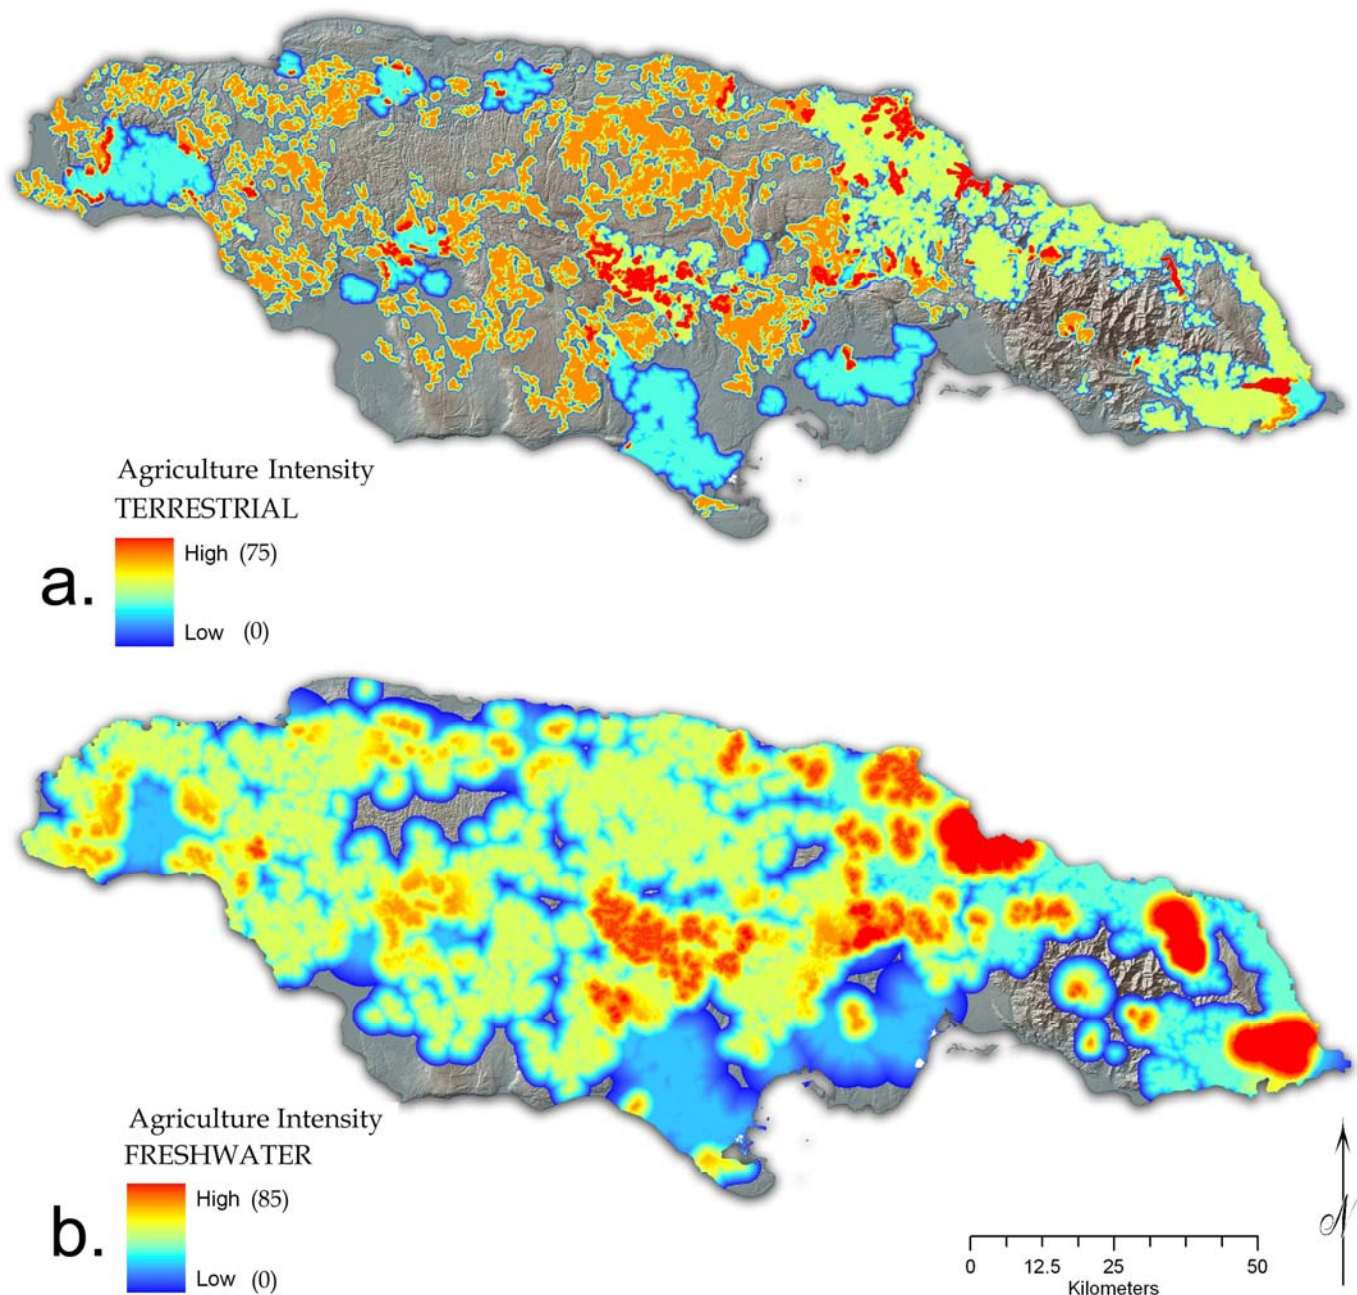 Agriculture Intensity
TERRESTRIAL
High (75)
a.
Low (0)
Agriculture Intensity
FRESHWATER
High (85)
b.
Low (0)
N
0 12.5 25 50
Kilometers